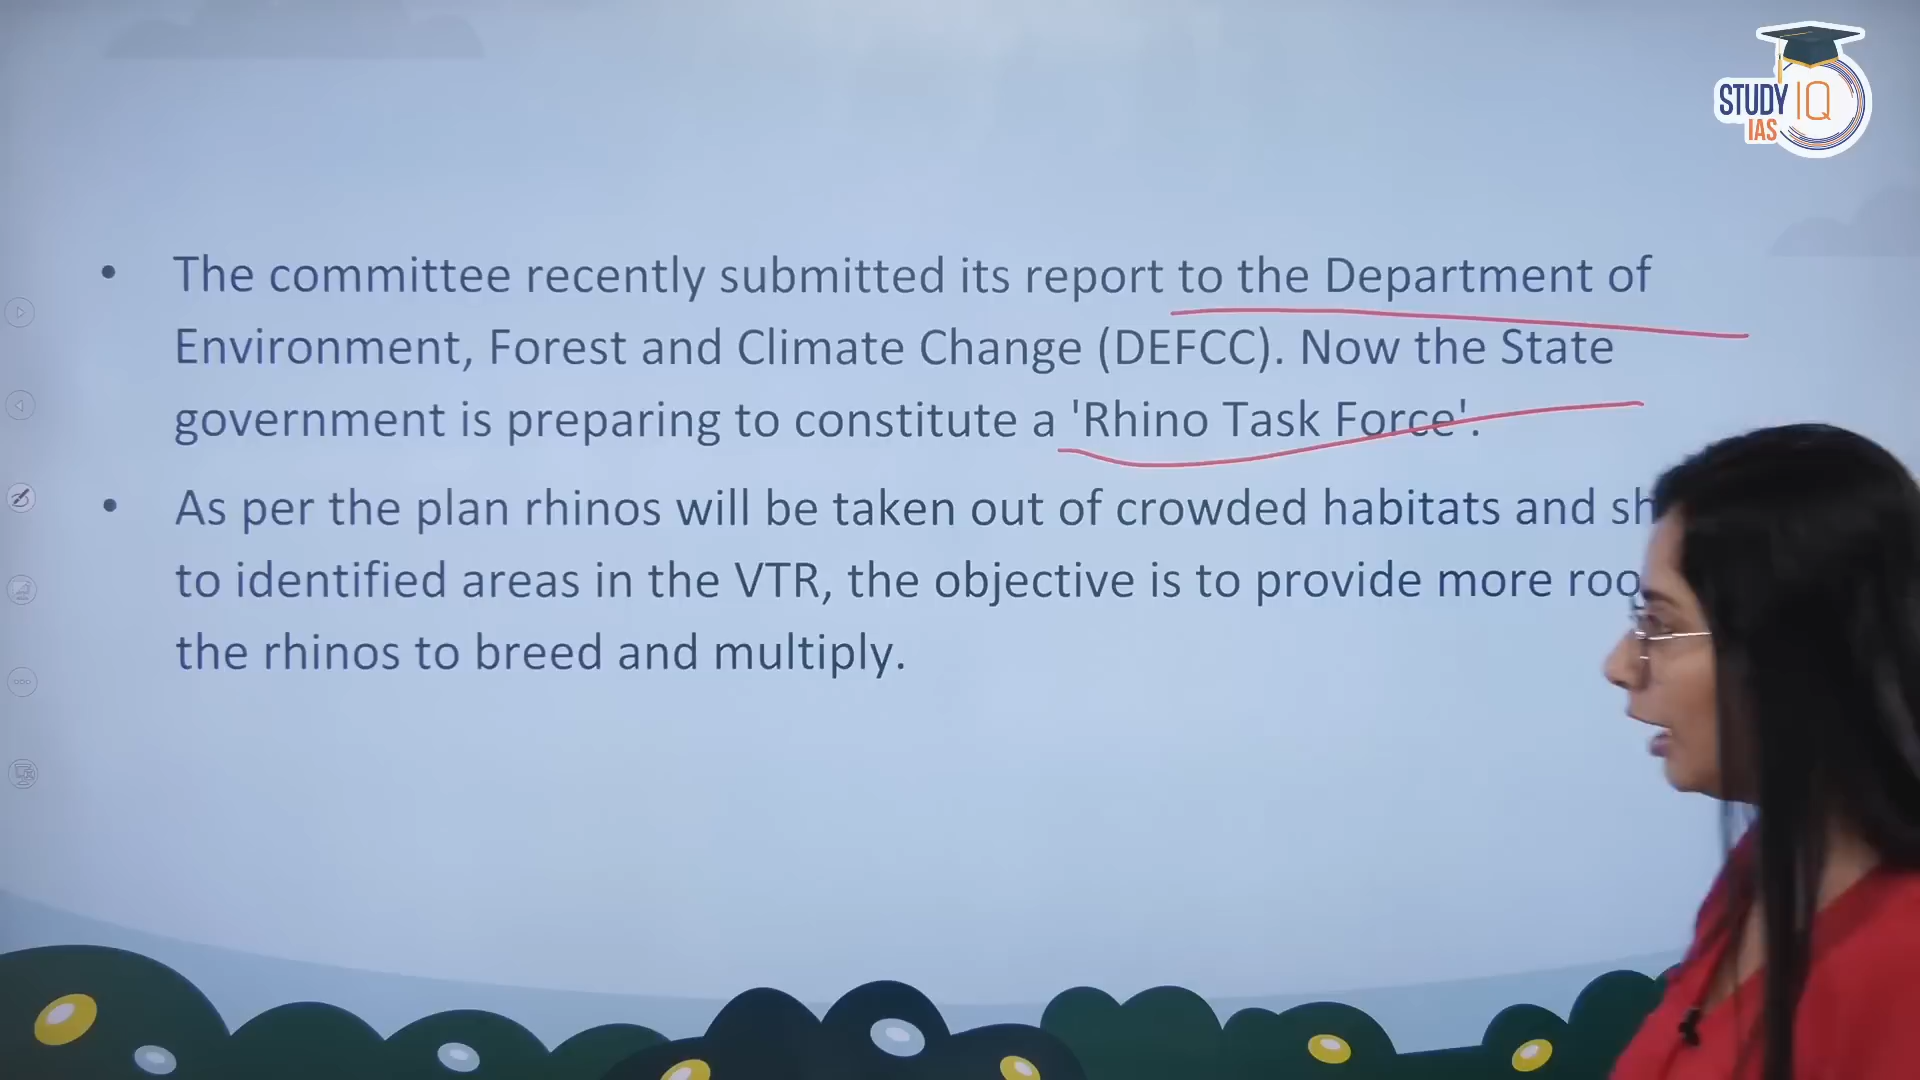 STUDY IQ
IAS
• The committee recently submitted its report to the Department of
Environment, Forest and Climate Change (DEFCC). Now the State
government is preparing to constitute a 'Rhino Task Force'.
• As per the plan rhinos will be taken out of crowded habitats and
to identified areas in the VTR, the objective is to provide more
the rhinos to breed and multiply.